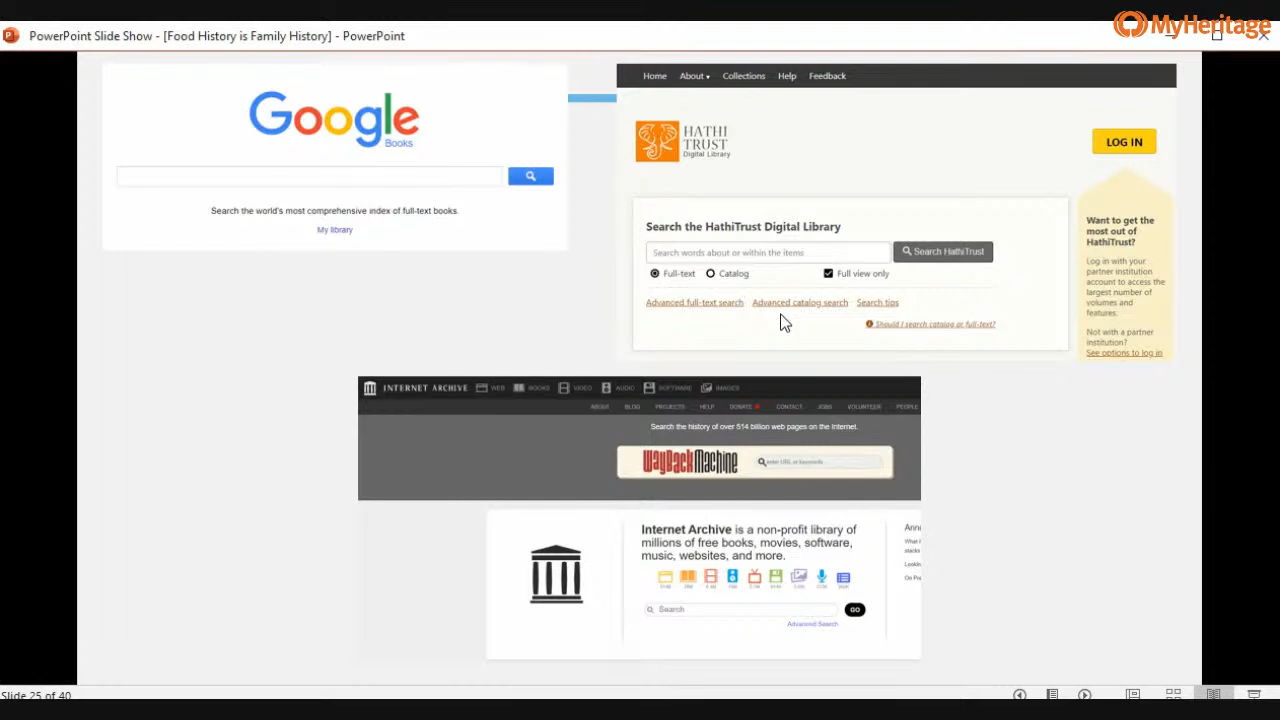 MyHeritage
PowerPoint Slide Show - [Food History is Family History] - PowerPoint
Google
Books
Search the world's most comprehensive index of full-text books.
My library
Home About Collections Help Feedback
HATHI
TRUST
Digital Library
LOG IN
Search the HathiTrust Digital Library
Search words about or within the items
Search HathiTrust
Full-text Catalog Full view only
Advanced full-text search Advanced catalog search Search tips
Should I search catalog or full-text?
Want to get the
most out of
HathiTrust?
Log in with your
partner institution
account to access the
largest number of
volumes and
features.
Not with a partner
institution?
See options to log in
INTERNET ARCHIVE WEB BOOKS VIDEO AUDIO SOFTWARE IMAGES
ABOUT BLOG PROJECTS HELP DONATE CONTACT JOBS VOLUNTEER PEOPLE
Search the history of over 514 billion web pages on the Internet.
WayBackMachine
enter URL or keywords
Internet Archive is a non-profit library of
millions of free books, movies, software,
music, websites, and more.
Search
GO
Advanced Search
Slide 25 of 40